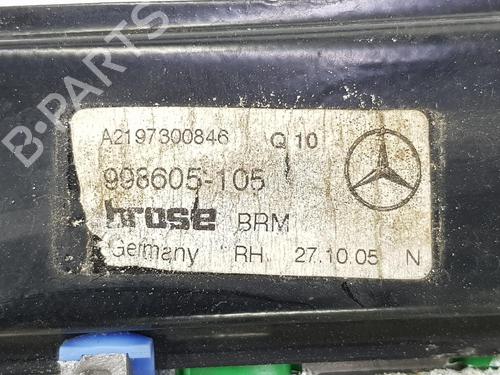 B-PARTS
A2197300846 Q 10
998605-105
brose BRM
Germany RH 27.10.05 N